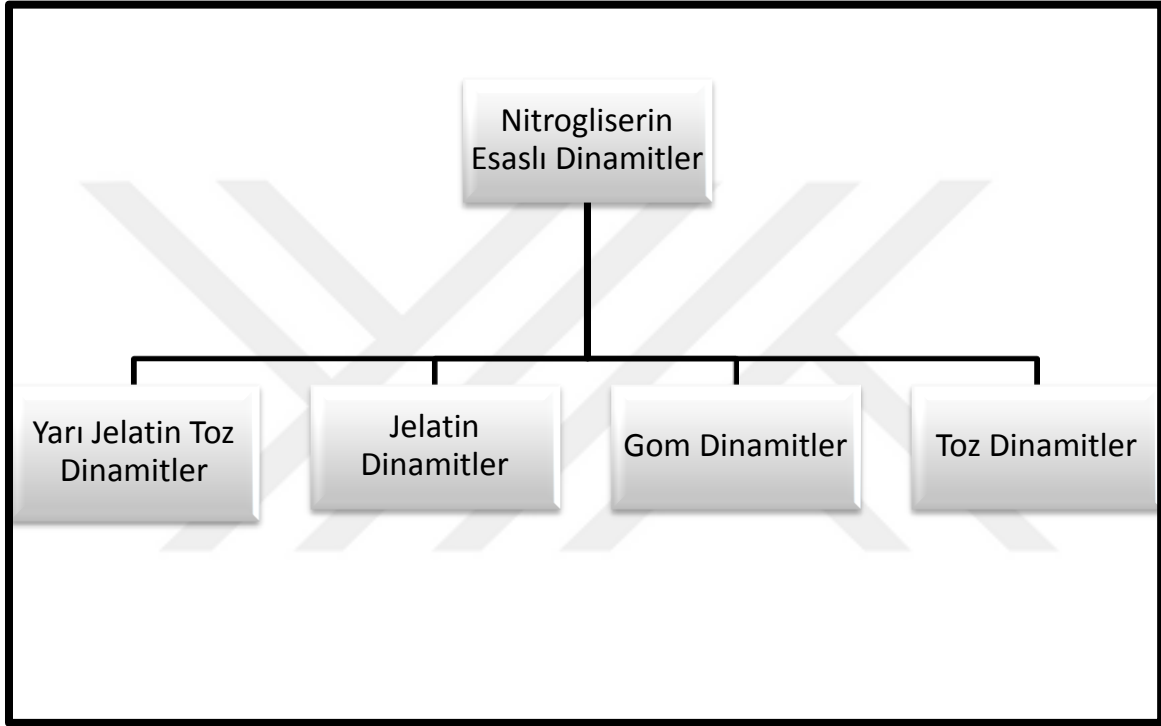 Nitrogliserin
Esaslı Dinamitler
Yarı Jelatin Toz
Dinamitler
Jelatin
Dinamitler
Gom Dinamitler
Toz Dinamitler